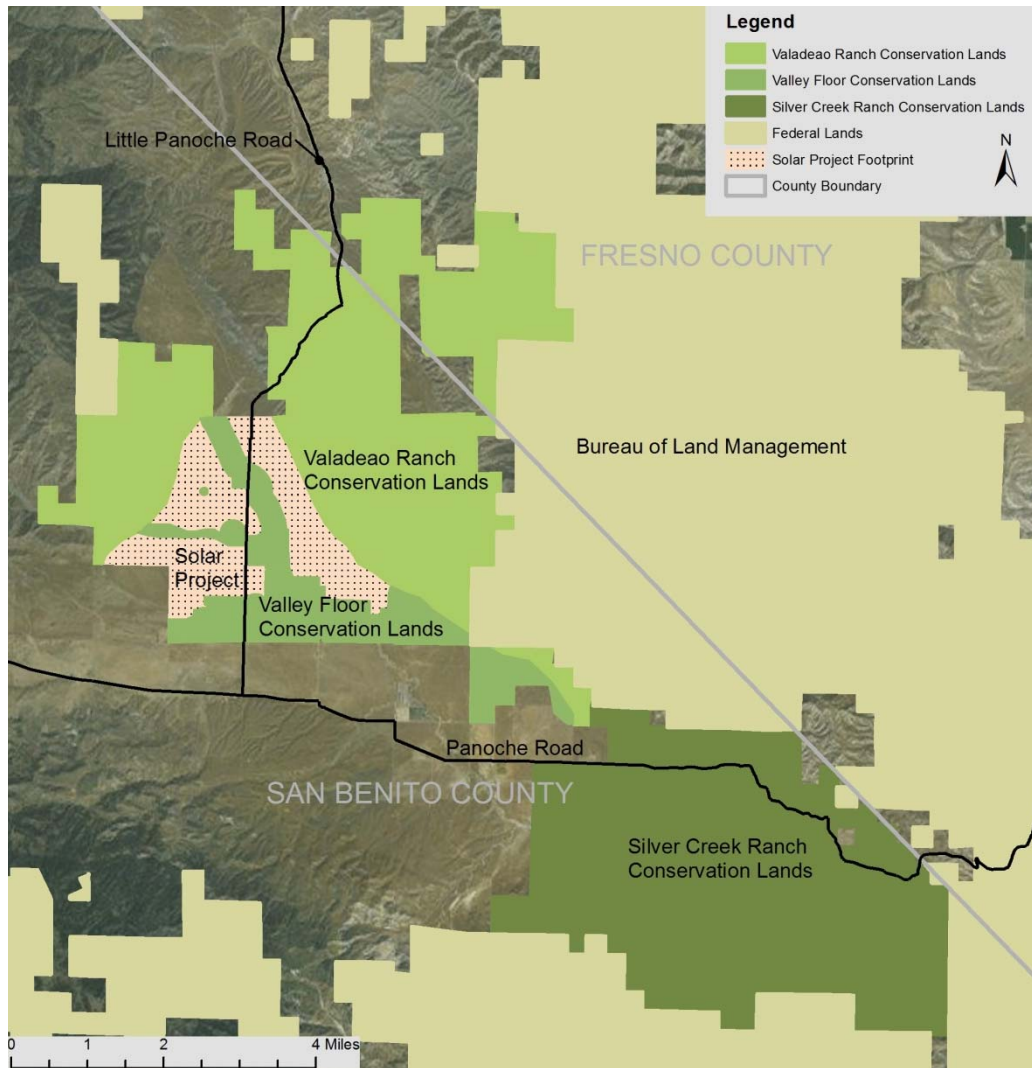 Legend
Valadeao Ranch Conservation Lands
Valley Floor Conservation Lands
Silver Creek Ranch Conservation Lands
Federal Lands
Solar Project Footprint
County Boundary
N
Little Panoche Road
FRESNO COUNTY
Bureau of Land Management
Valadeao Ranch
Conservation Lands
Solar
Project
Valley Floor
Conservation Lands
Panoche Road
SAN BENITO COUNTY
Silver Creek Ranch
Conservation Lands
0 1 2 4 Miles